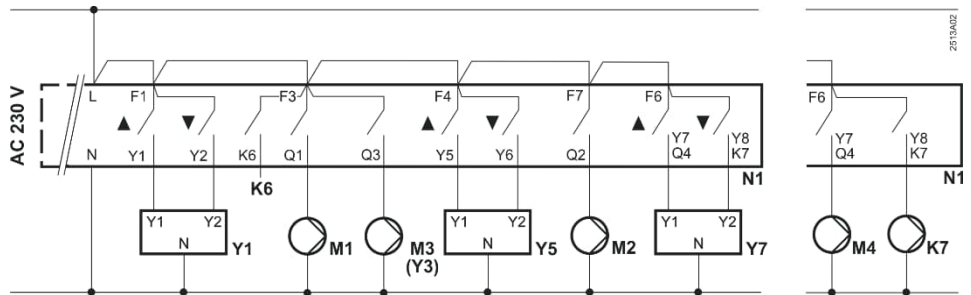 2513A02
AC 230 V
L F1 F3 F4 F7 F6 F6
▲ ▼ ▲ ▼ ▲ ▼
Y7 Y8 Y7 Y8
N Y1 Y2 K6 Q1 Q3 Y5 Y6 Q2 Q4 K7 Q4 K7
K6 N1 N1
Y1 Y2 Y1 Y2 Y1 Y2
N Y1 M1 M3 N Y5 M2 N Y7 M4 K7
(Y3)